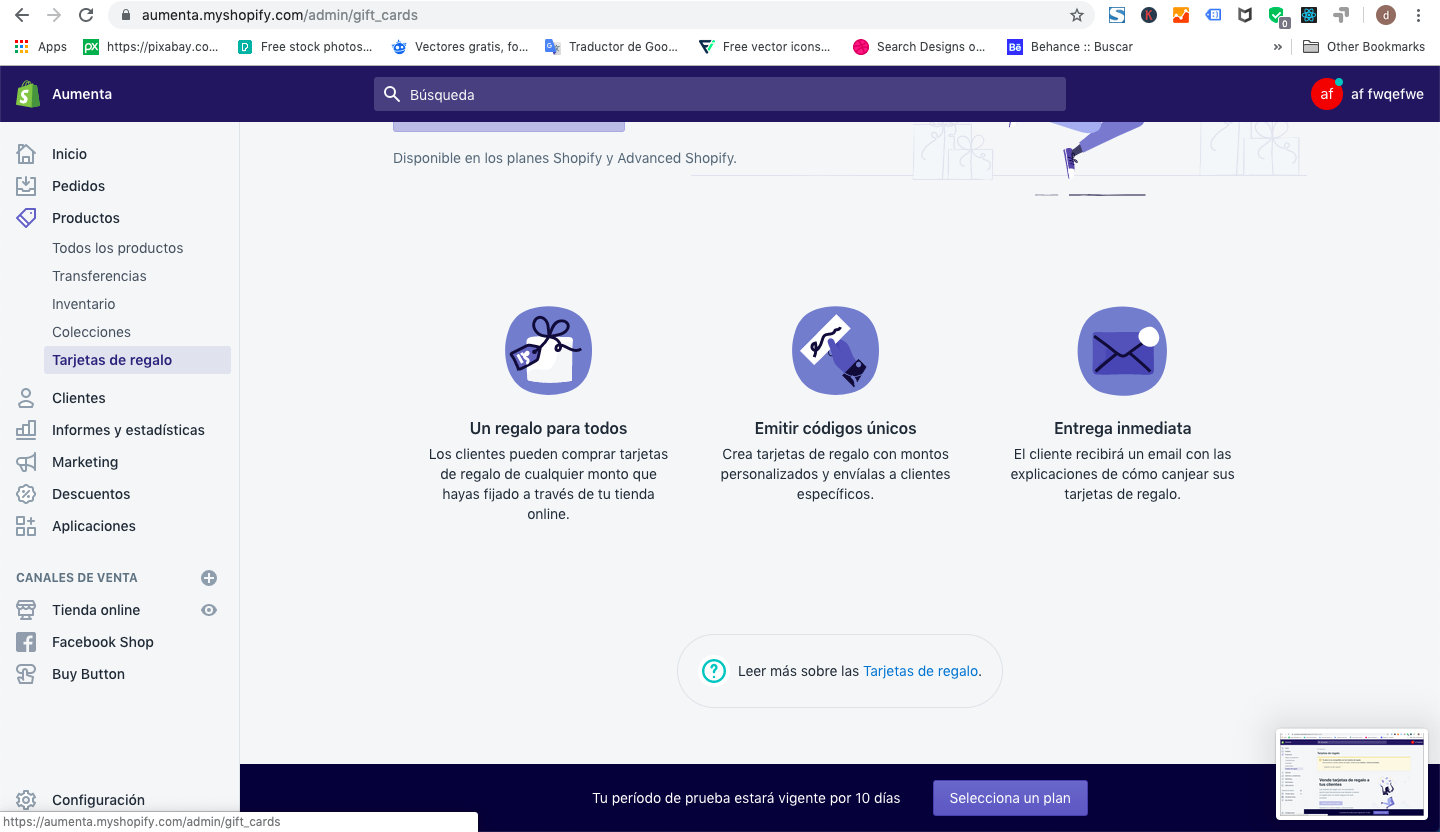 aumenta.myshopify.com/admin/gift_cards
Apps
https://pixabay.co...
Free stock photos...
Vectores gratis, fo...
Traductor de Goo...
Free vector icons...
Search Designs o...
Behance :: Buscar
»
Other Bookmarks
Aumenta
Búsqueda
af
af fwqefwe
Inicio
Pedidos
Productos
Todos los productos
Transferencias
Inventario
Colecciones
Tarjetas de regalo
Clientes
Informes y estadísticas
Marketing
Descuentos
Aplicaciones
CANALES DE VENTA
Tienda online
Facebook Shop
Buy Button
Configuración
Disponible en los planes Shopify y Advanced Shopify.
Un regalo para todos
Los clientes pueden comprar tarjetas
de regalo de cualquier monto que
hayas fijado a través de tu tienda
online.
Emitir códigos únicos
Crea tarjetas de regalo con montos
personalizados y envíalas a clientes
específicos.
Entrega inmediata
El cliente recibirá un email con las
explicaciones de cómo canjear sus
tarjetas de regalo.
Leer más sobre las Tarjetas de regalo.
Tu período de prueba estará vigente por 10 días
Selecciona un plan
Vende tarjetas de regalo a
tus clientes
https://aumenta.myshopify.com/admin/gift_cards